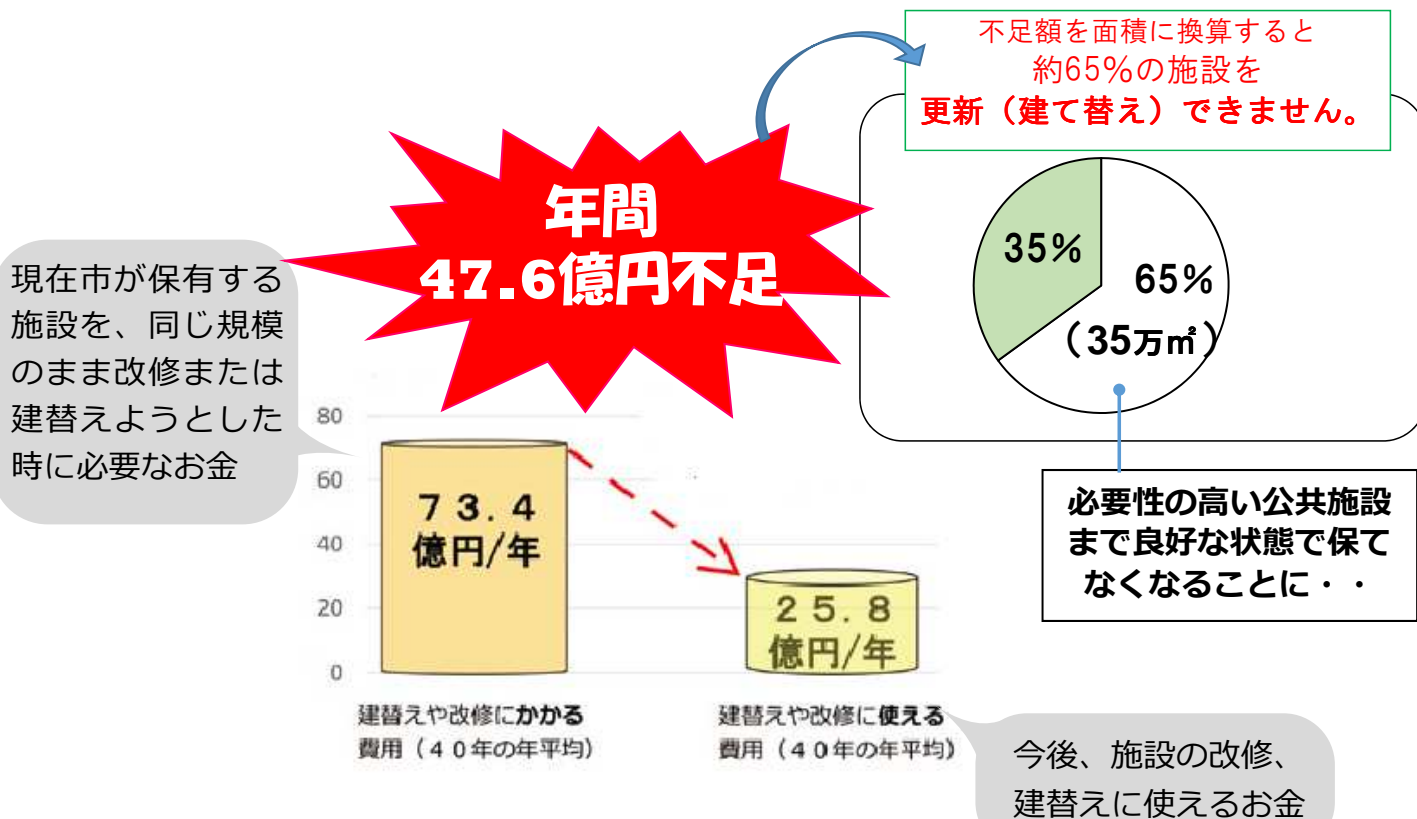 不足額を面積に換算すると
約65%の施設を
更新（建て替え）できません。
年間
47.6億円不足
現在市が保有する
施設を、同じ規模
のまま改修または
建替えようとした
時に必要なお金
35%
65%
（35万㎡）
必要性の高い公共施設
まで良好な状態で保て
なくなることに・・
80
60
40
20
0
７３.４
億円/年
２５.８
億円/年
建替えや改修にかかる
費用（４０年の年平均）
建替えや改修に使える
費用（４０年の年平均）
今後、施設の改修、
建替えに使えるお金